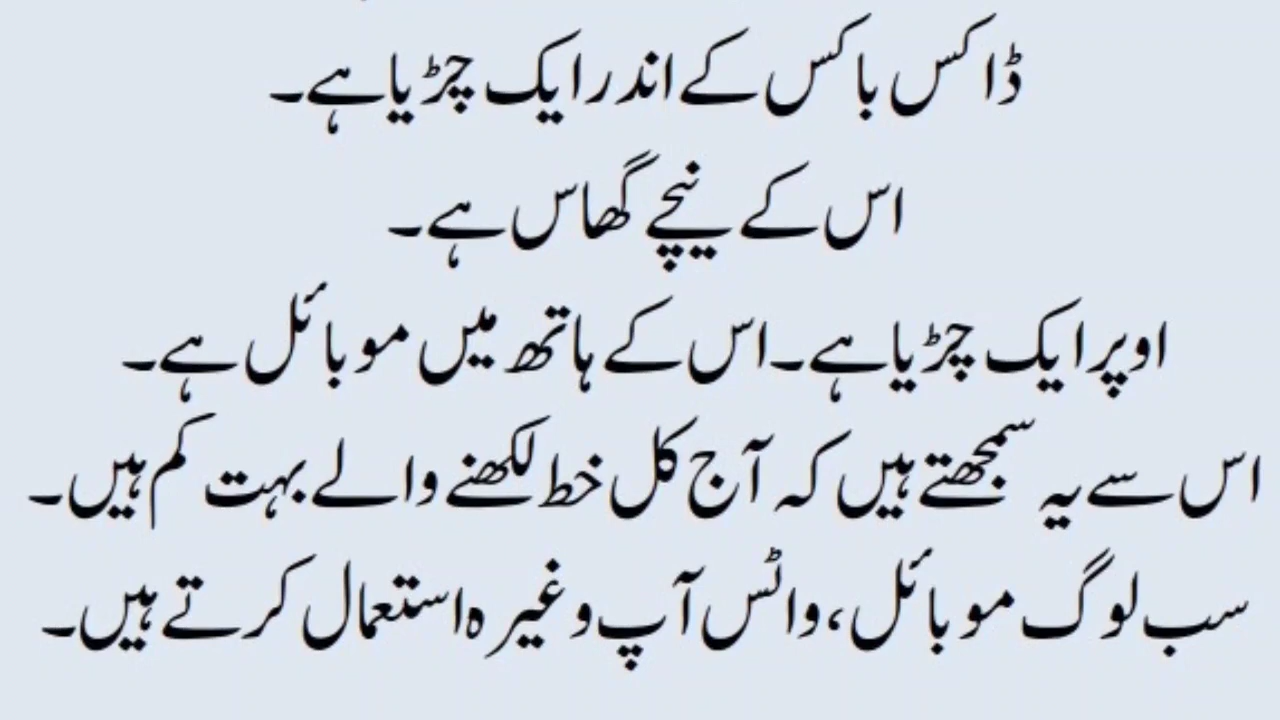 ڈاکس باکس کے اندر ایک چڑیا ہے۔
اس کے نیچے گھاس ہے۔
اوپر ایک چڑیا ہے۔ اس کے ہاتھ میں موبائل ہے۔
اس سے یہ سمجھتے ہیں کہ آج کل خط لکھنے والے بہت کم ہیں۔
سب لوگ موبائل، واٹس آپ وغیرہ استعمال کرتے ہیں۔